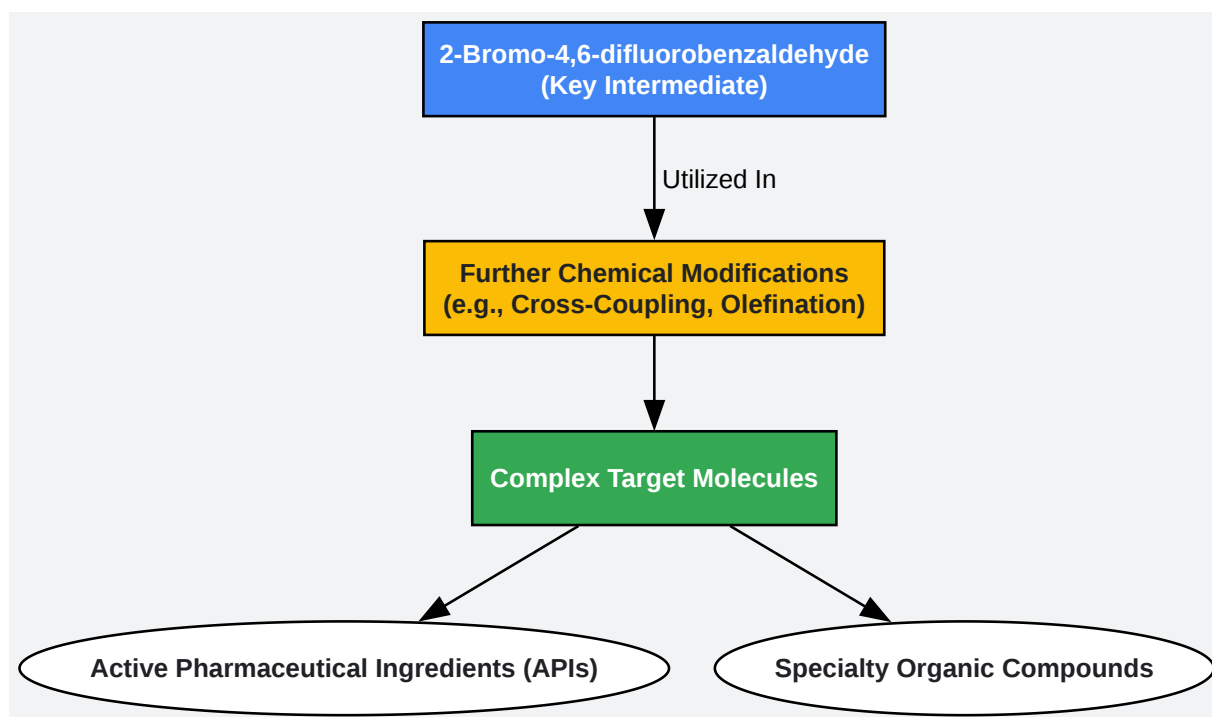 2-Bromo-4,6-difluorobenzaldehyde
(Key Intermediate)
Utilized In
Further Chemical Modifications
(e.g., Cross-Coupling, Olefination)
Complex Target Molecules
Active Pharmaceutical Ingredients (APIs)
Specialty Organic Compounds